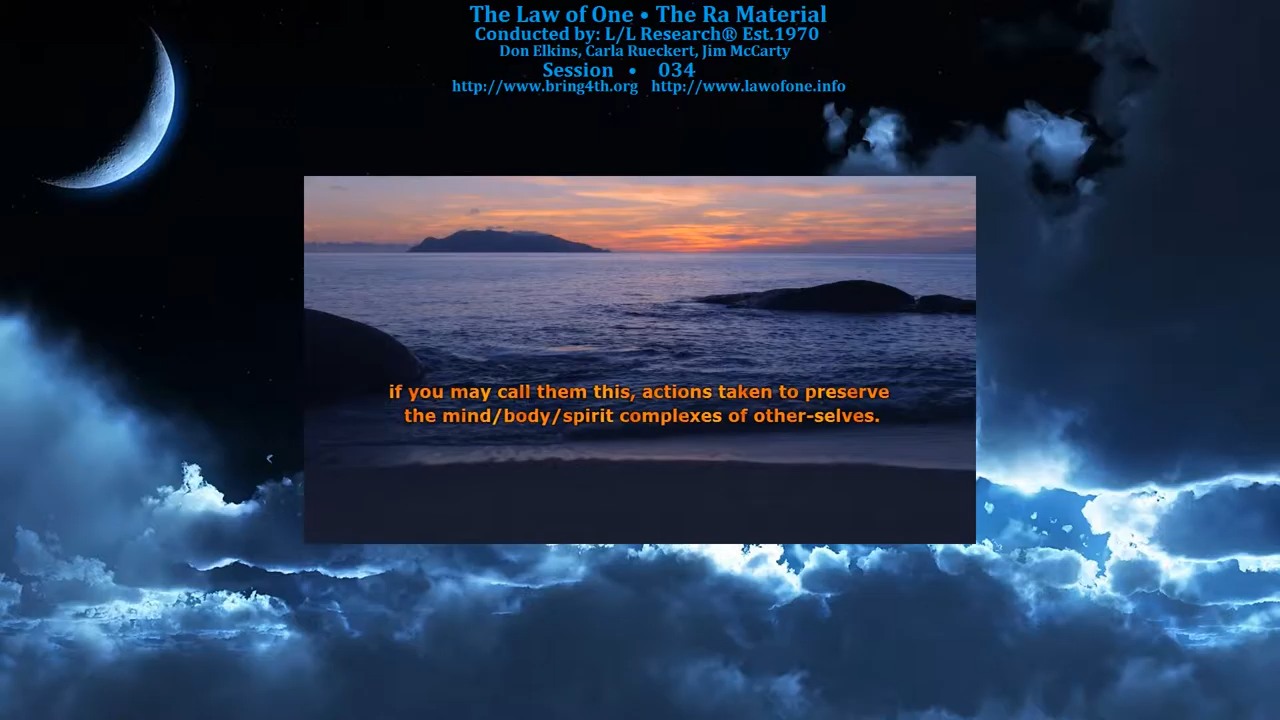 The Law of One • The Ra Material
Conducted by: L/L Research® Est.1970
Don Elkins, Carla Rueckert, Jim McCarty
Session • 034
http://www.bring4th.org http://www.lawofone.info
if you may call them this, actions taken to preserve
the mind/body/spirit complexes of other-selves.